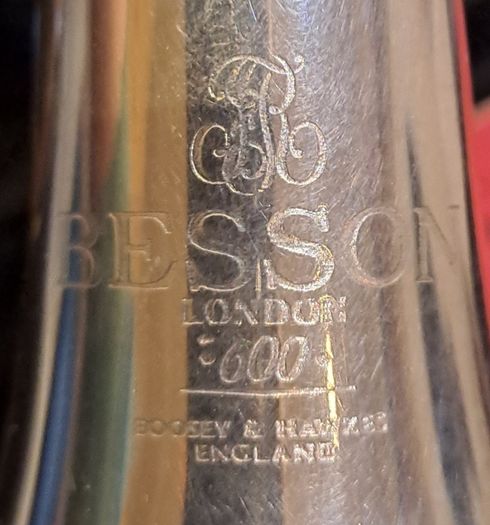 BESSON
LONDON
600
BOOSEY & HAWKES
ENGLAND